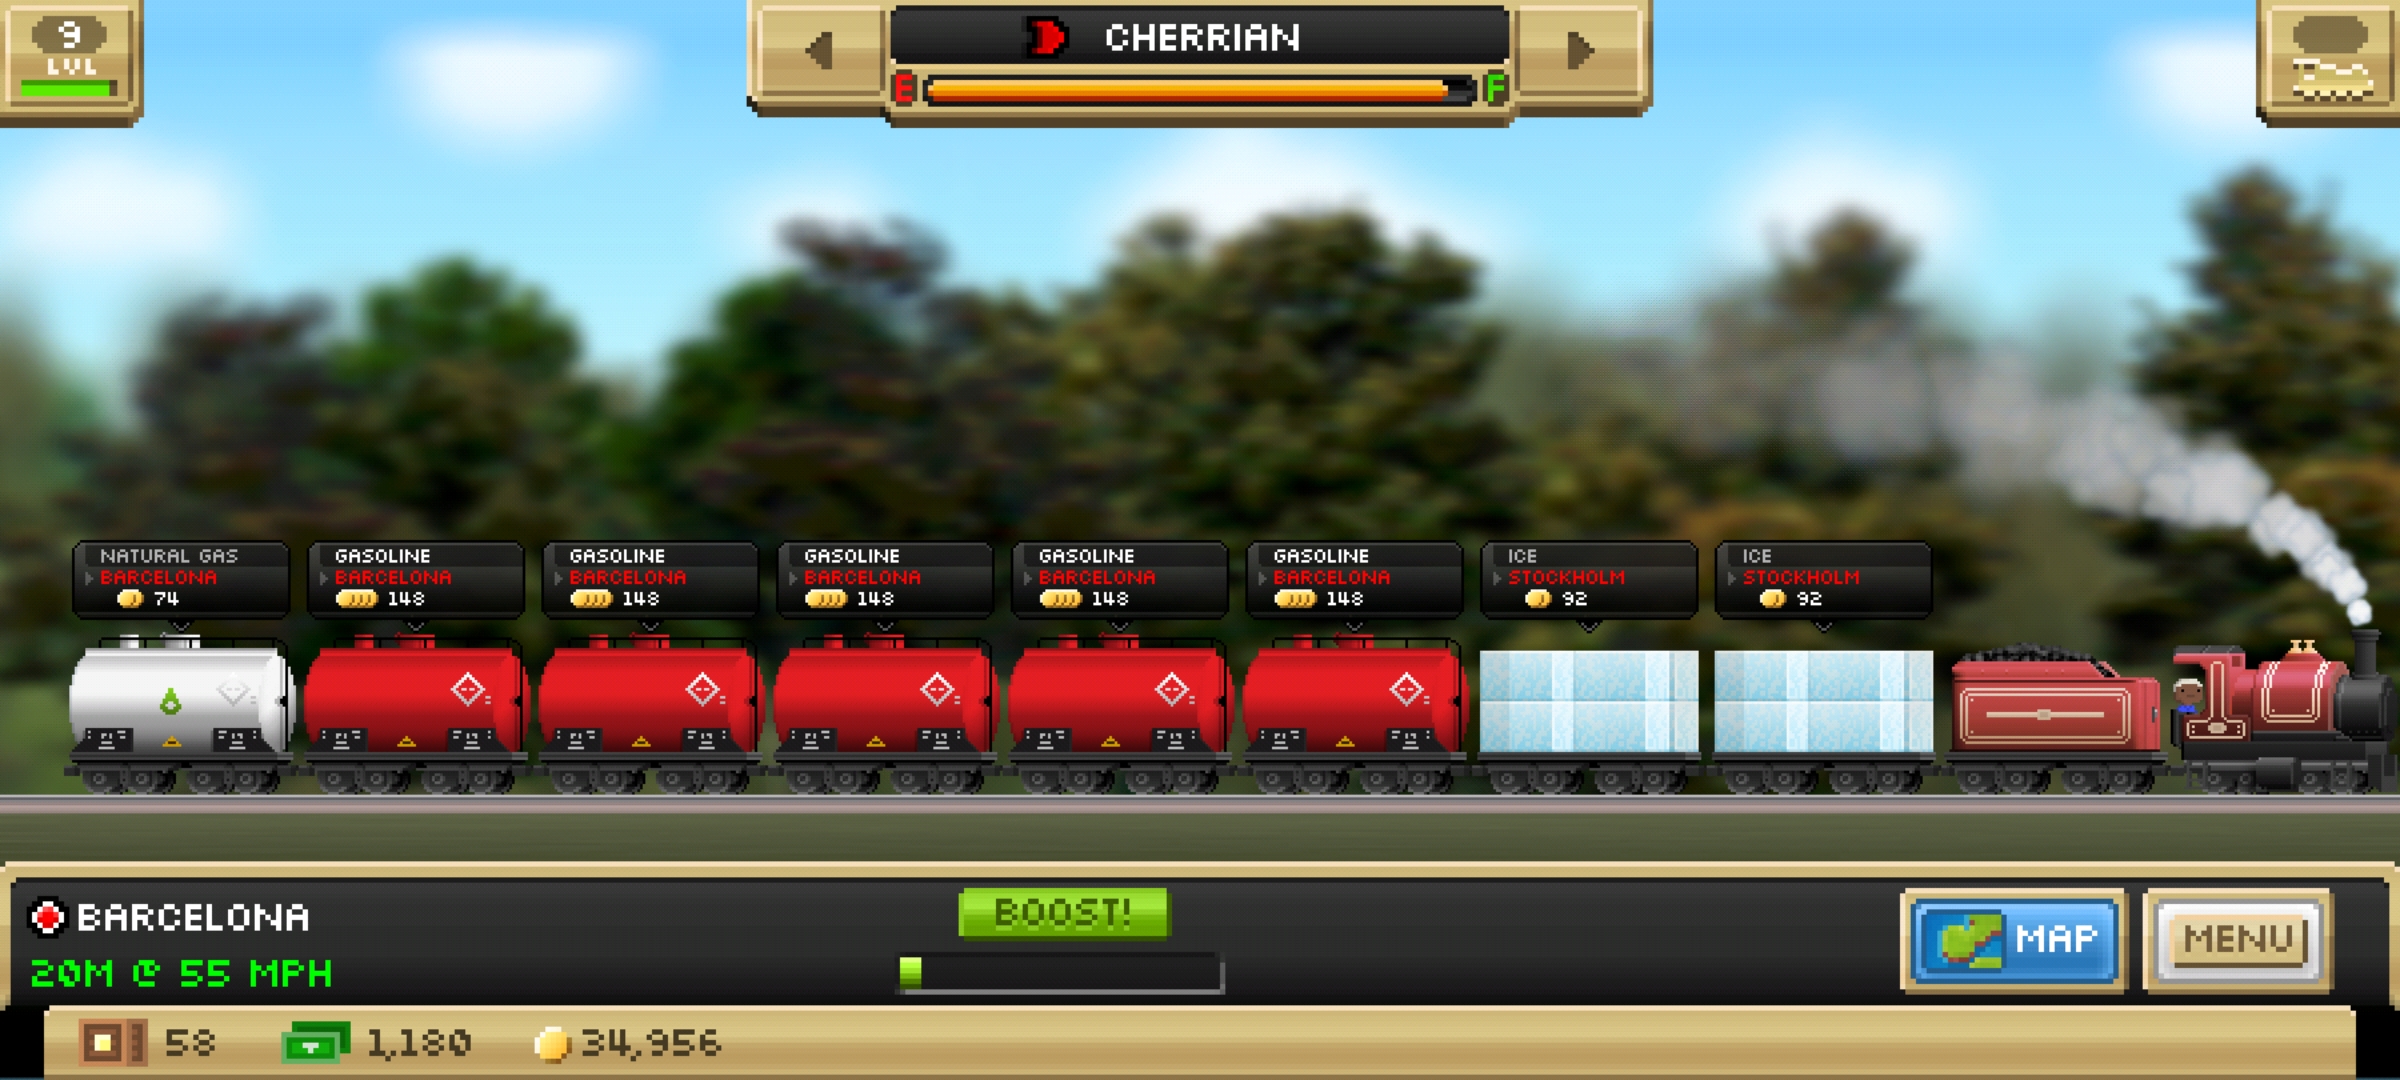 9
LVL
CHERRIAN
E F
NATURAL GAS
BARCELONA
74
GASOLINE
BARCELONA
148
GASOLINE
BARCELONA
148
GASOLINE
BARCELONA
148
GASOLINE
BARCELONA
148
GASOLINE
BARCELONA
148
ICE
STOCKHOLM
92
ICE
STOCKHOLM
92
BARCELONA
20M @ 55 MPH
BOOST!
MAP
MENU
58
1,180
34,956